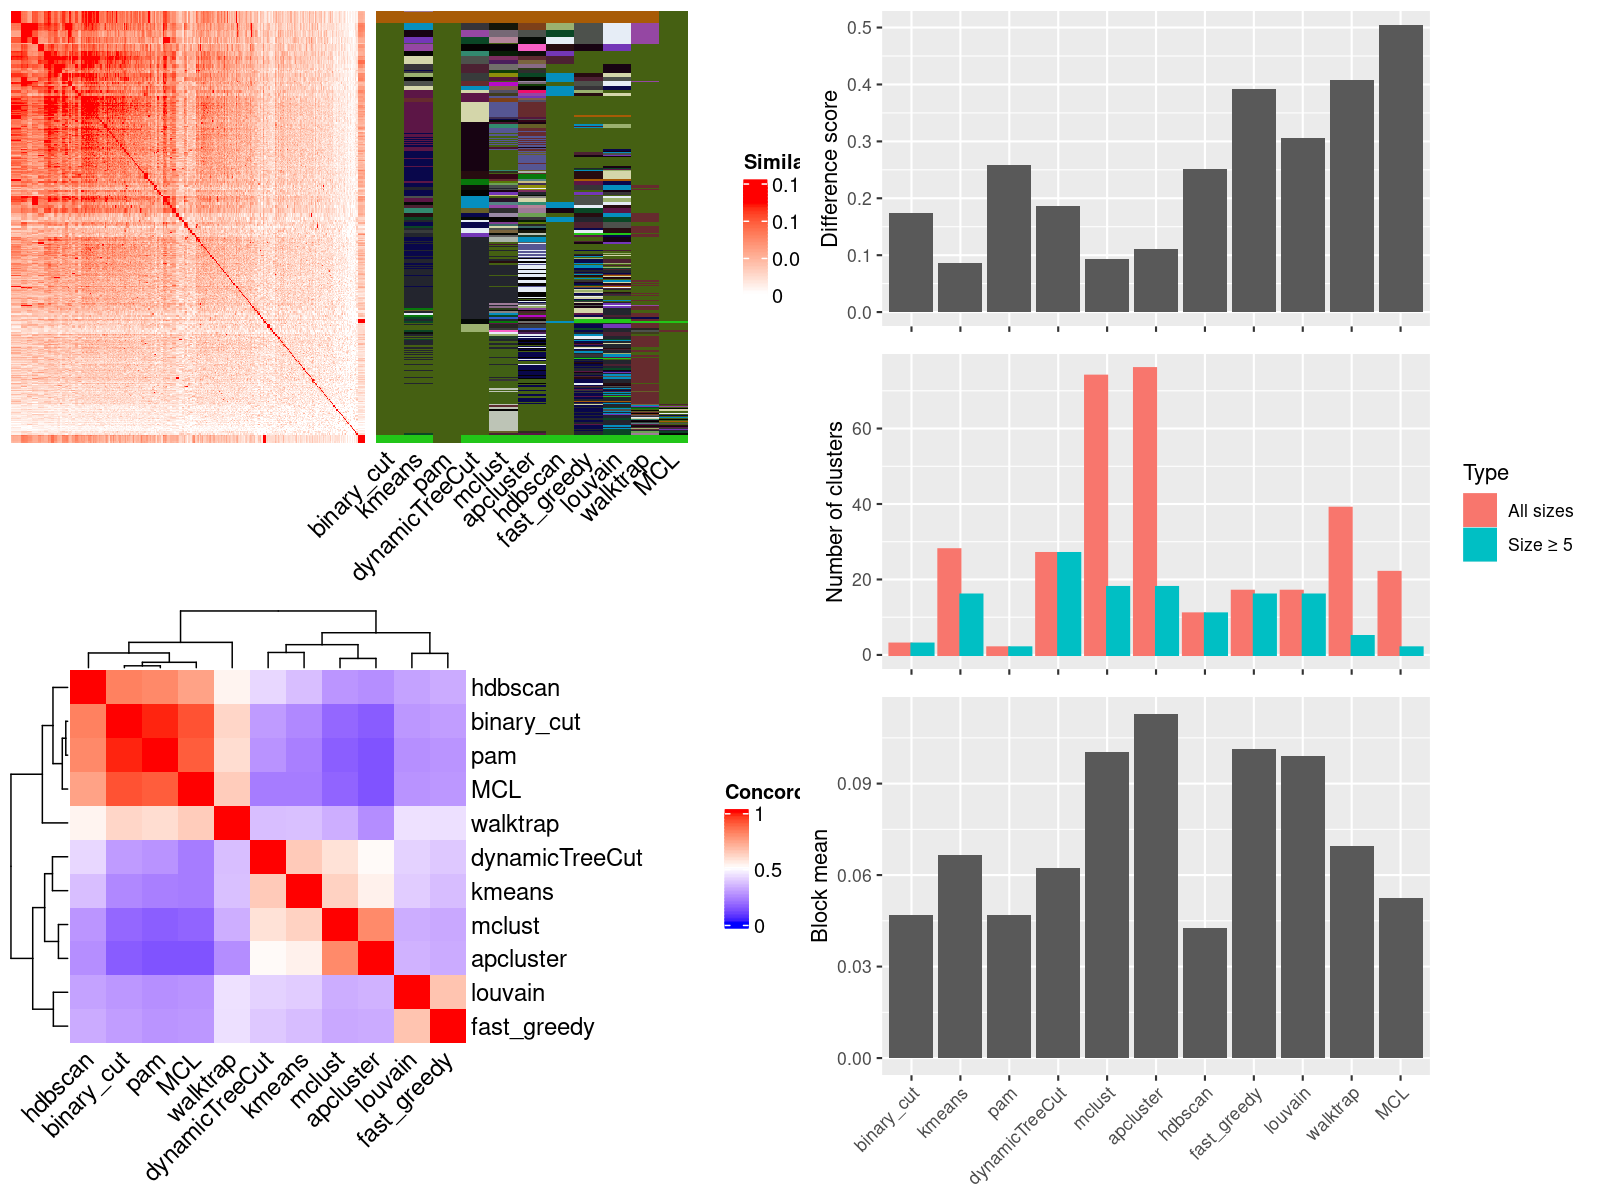 Simila
0.1
0.1
0.0
0
binary_cut
kmeans
pam
dynamicTreeCut
mclust
apcluster
hdbscan
fast_greedy
louvain
walktrap
MCL
Difference score
0.5
0.4
0.3
0.2
0.1
0.0
Number of clusters
60
40
20
0
Type
All sizes
Size ≥ 5
Block mean
0.09
0.06
0.03
0.00
binary_cut
kmeans
pam
dynamicTreeCut
mclust
apcluster
hdbscan
fast_greedy
louvain
walktrap
MCL
hdbscan
binary_cut
pam
MCL
walktrap
dynamicTreeCut
kmeans
mclust
apcluster
louvain
fast_greedy
Concord
1
0.5
0
hdbscan
binary_cut
pam
MCL
walktrap
dynamicTreeCut
kmeans
mclust
apcluster
louvain
fast_greedy